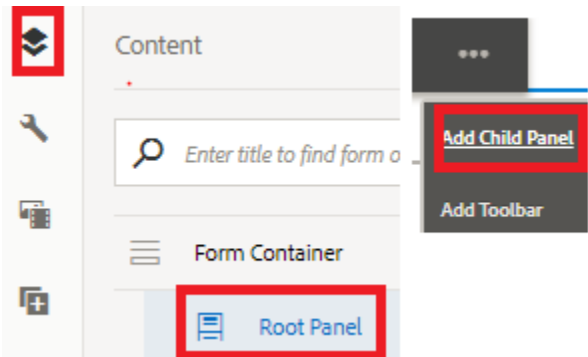 Content
Enter title to find form o
Form Container
Root Panel
Add Child Panel
Add Toolbar